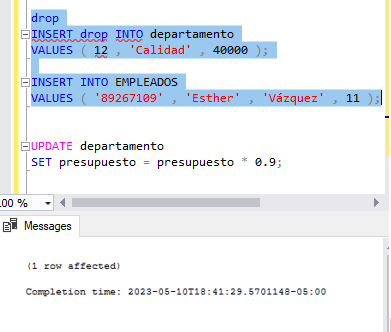 drop
INSERT drop INTO departamento
VALUES ( 12 , 'Calidad' , 40000 );
INSERT INTO EMPLEADOS
VALUES ( '89267109' , 'Esther' , 'Vázquez' , 11 );
UPDATE departamento
SET presupuesto = presupuesto * 0.9;
00 %
Messages
(1 row affected)
Completion time: 2023-05-10T18:41:29.5701148-05:00